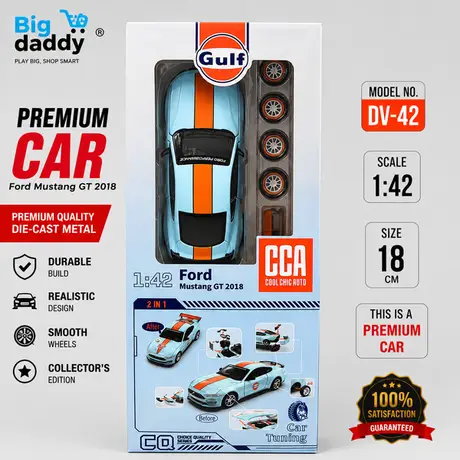 Big
daddy®
PLAY BIG, SHOP SMART
PREMIUM
CAR
Ford Mustang GT 2018
PREMIUM QUALITY
DIE-CAST METAL
DURABLE
BUILD
REALISTIC
DESIGN
SMOOTH
WHEELS
COLLECTOR'S
EDITION
Gulf
FORD PERFORMANCE
1:42
Ford
Mustang GT 2018
CCA
COOL CHIC AUTO
2 IN 1
After
Before
Car
Tuning
CQ
CHOICE QUALITY
SERIES
MODEL NO.
DV-42
SCALE
1:42
SIZE
18
CM
THIS IS A
PREMIUM
CAR
100%
SATISFACTION
GUARANTEED